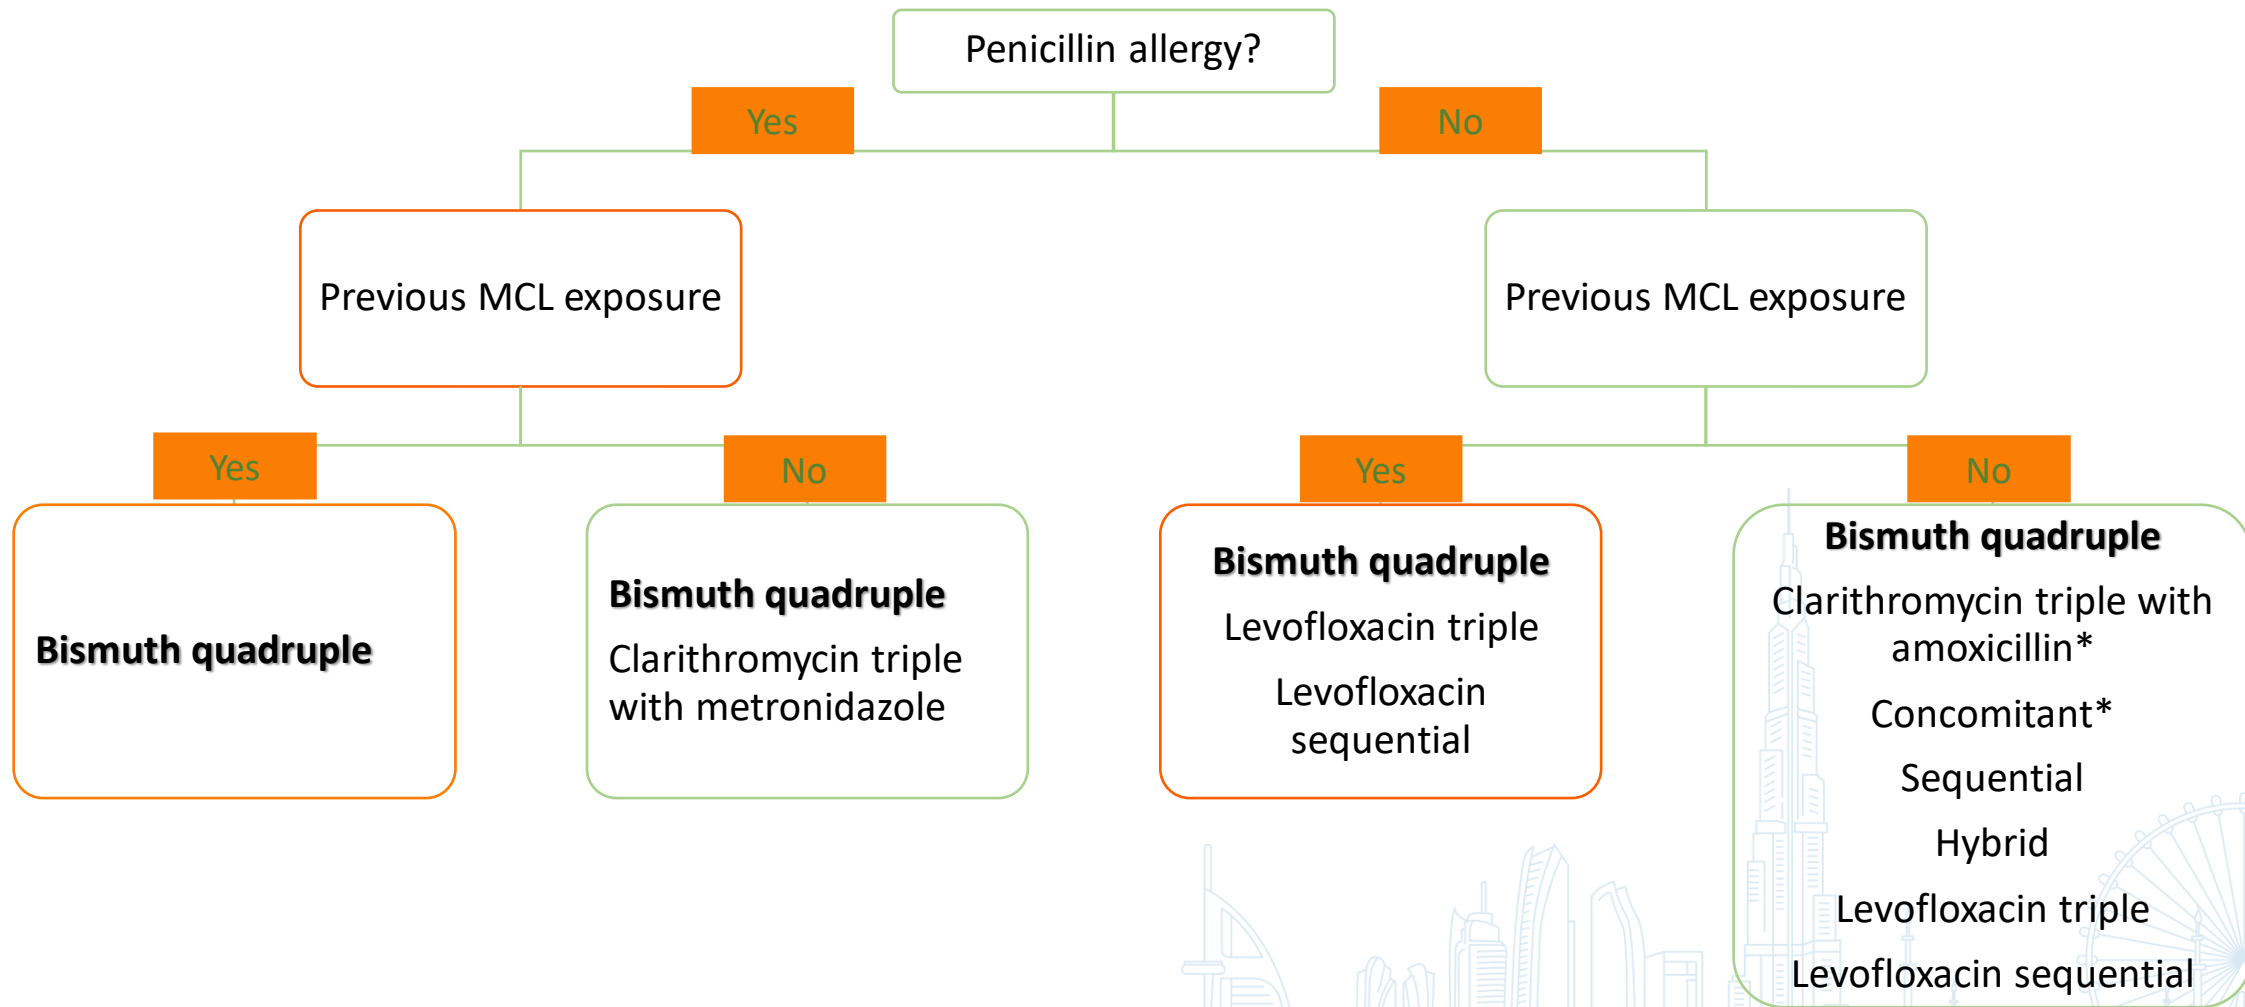 Penicillin allergy?
Yes
No
Previous MCL exposure
Previous MCL exposure
Yes
No
Yes
No
Bismuth quadruple
Bismuth quadruple
Clarithromycin triple
with metronidazole
Bismuth quadruple
Levofloxacin triple
Levofloxacin
sequential
Bismuth quadruple
Clarithromycin triple with
amoxicillin*
Concomitant*
Sequential
Hybrid
Levofloxacin triple
Levofloxacin sequential